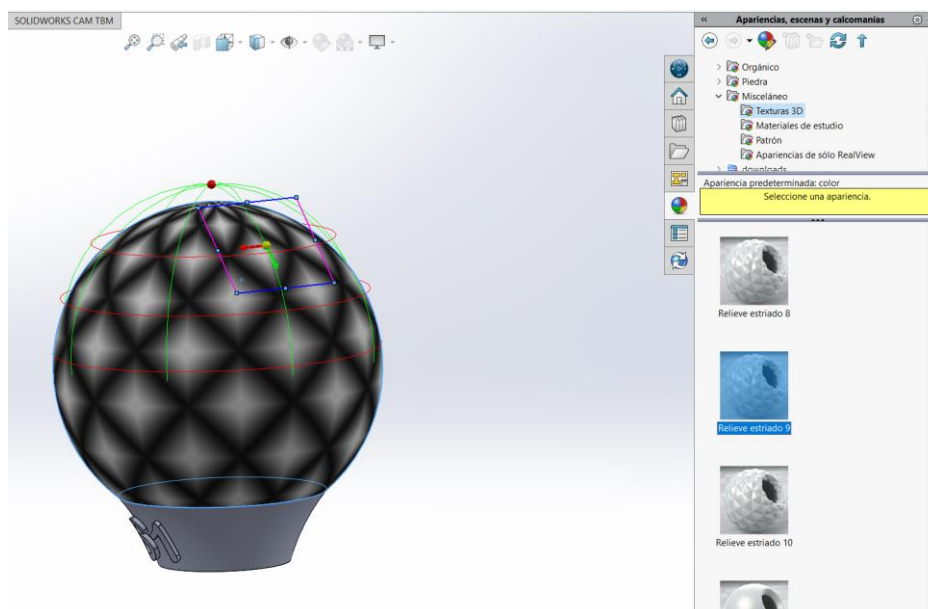 SOLIDWORKS CAM TBM
Apariencias, escenas y calcomanías
Orgánico
Piedra
Misceláneo
Texturas 3D
Materiales de estudio
Patrón
Apariencias de sólo RealView
downloads
Apariencia predeterminada: color
Seleccione una apariencia.
Relieve estriado 8
Relieve estriado 9
Relieve estriado 10